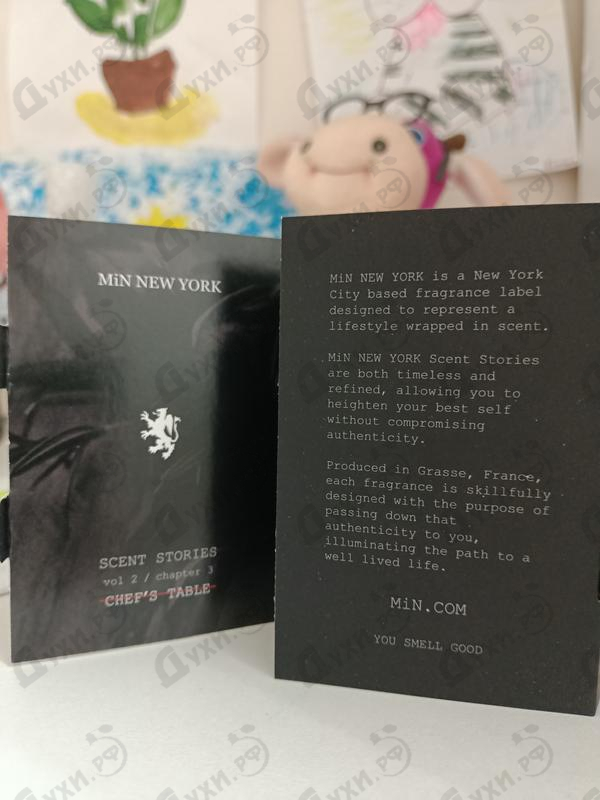 MiN NEW YORK
SCENT STORIES
vol 2 / chapter 3
CHEF'S TABLE
MiN NEW YORK is a New York
City based fragrance label
designed to represent a
lifestyle wrapped in scent.
MiN NEW YORK Scent Stories
are both timeless and
refined, allowing you to
heighten your best self
without compromising
authenticity.
Produced in Grasse, France,
each fragrance is skillfully
designed with the purpose of
passing down that
authenticity to you,
illuminating the path to a
well lived life.
MiN.COM
YOU SMELL GOOD
Духи.РФ